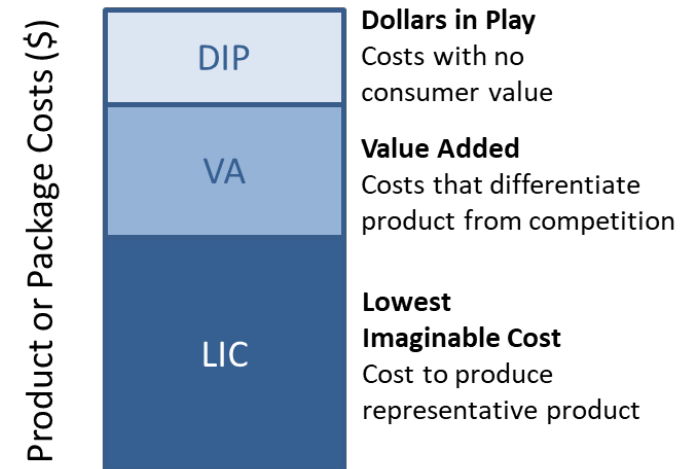 Product or Package Costs ($)
DIP
Dollars in Play
Costs with no
consumer value
VA
Value Added
Costs that differentiate
product from competition
LIC
Lowest
Imaginable Cost
Cost to produce
representative product